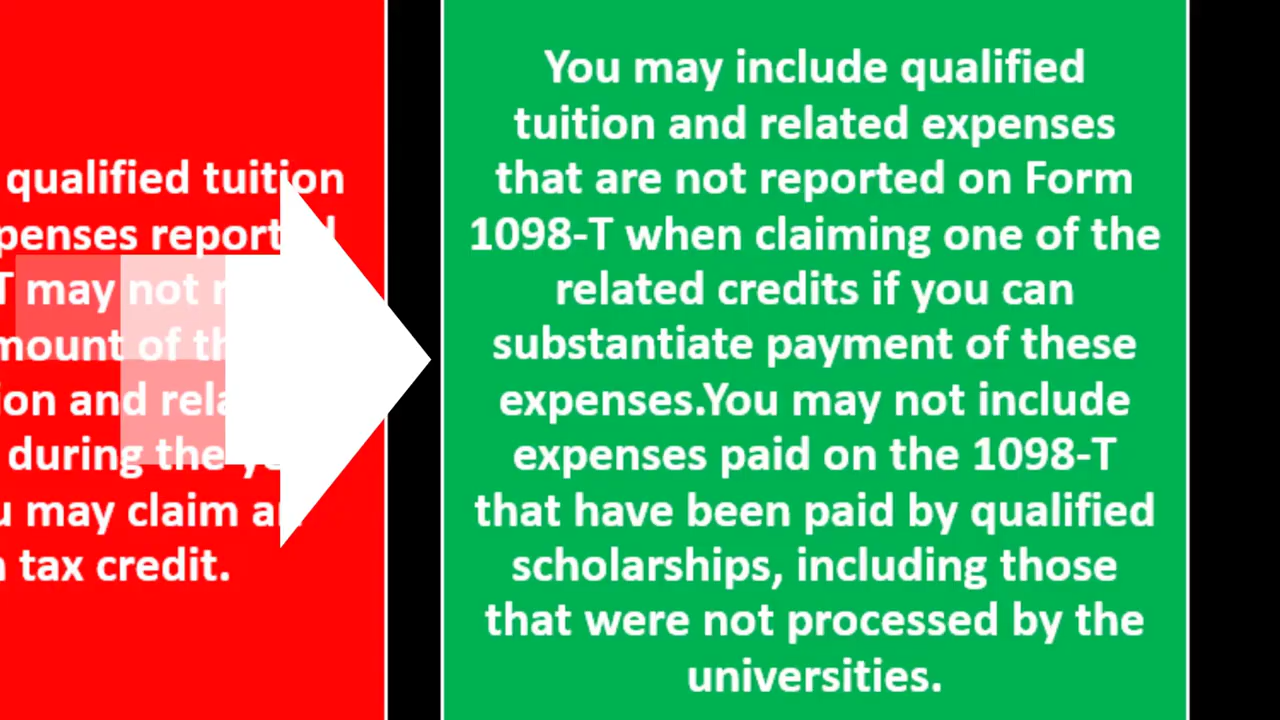 qualified tuition
penses report
T may not
mount of th
ion and rela
during the
u may claim
tax credit.
You may include qualified
tuition and related expenses
that are not reported on Form
1098-T when claiming one of the
related credits if you can
substantiate payment of these
expenses.You may not include
expenses paid on the 1098-T
that have been paid by qualified
scholarships, including those
that were not processed by the
universities.